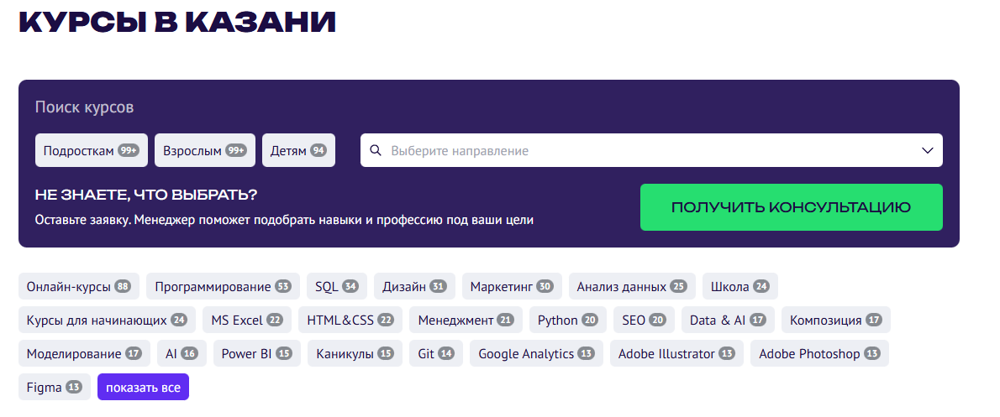 КУРСЫ В КАЗАНИ
Поиск курсов
Подросткам 99+ Взрослым 99+ Детям 94 Выберите направление
НЕ ЗНАЕТЕ, ЧТО ВЫБРАТЬ?
Оставьте заявку. Менеджер поможет подобрать навыки и профессию под ваши цели
ПОЛУЧИТЬ КОНСУЛЬТАЦИЮ
Онлайн-курсы 88 Программирование 53 SQL 34 Дизайн 31 Маркетинг 30 Анализ данных 25 Школа 24
Курсы для начинающих 24 MS Excel 22 HTML&CSS 22 Менеджмент 21 Python 20 SEO 20 Data & AI 17 Композиция 17
Моделирование 17 AI 16 Power BI 15 Каникулы 15 Git 14 Google Analytics 13 Adobe Illustrator 13 Adobe Photoshop 13
Figma 13 показать все